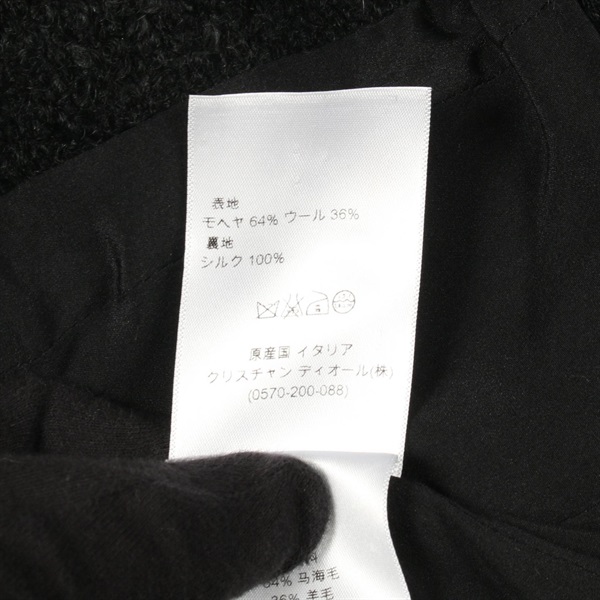 表地
モヘヤ 64% ウール 36%
裏地
シルク 100%
原産国 イタリア
クリスチャン ディオール(株)
(0570-200-088)
64% 马海毛
36% 羊毛